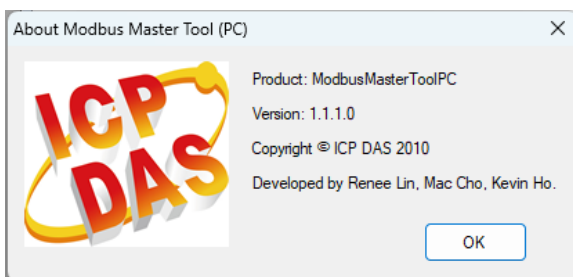 About Modbus Master Tool (PC)
ICP
DAS
Product: ModbusMasterToolPC
Version: 1.1.1.0
Copyright © ICP DAS 2010
Developed by Renee Lin, Mac Cho, Kevin Ho.
OK